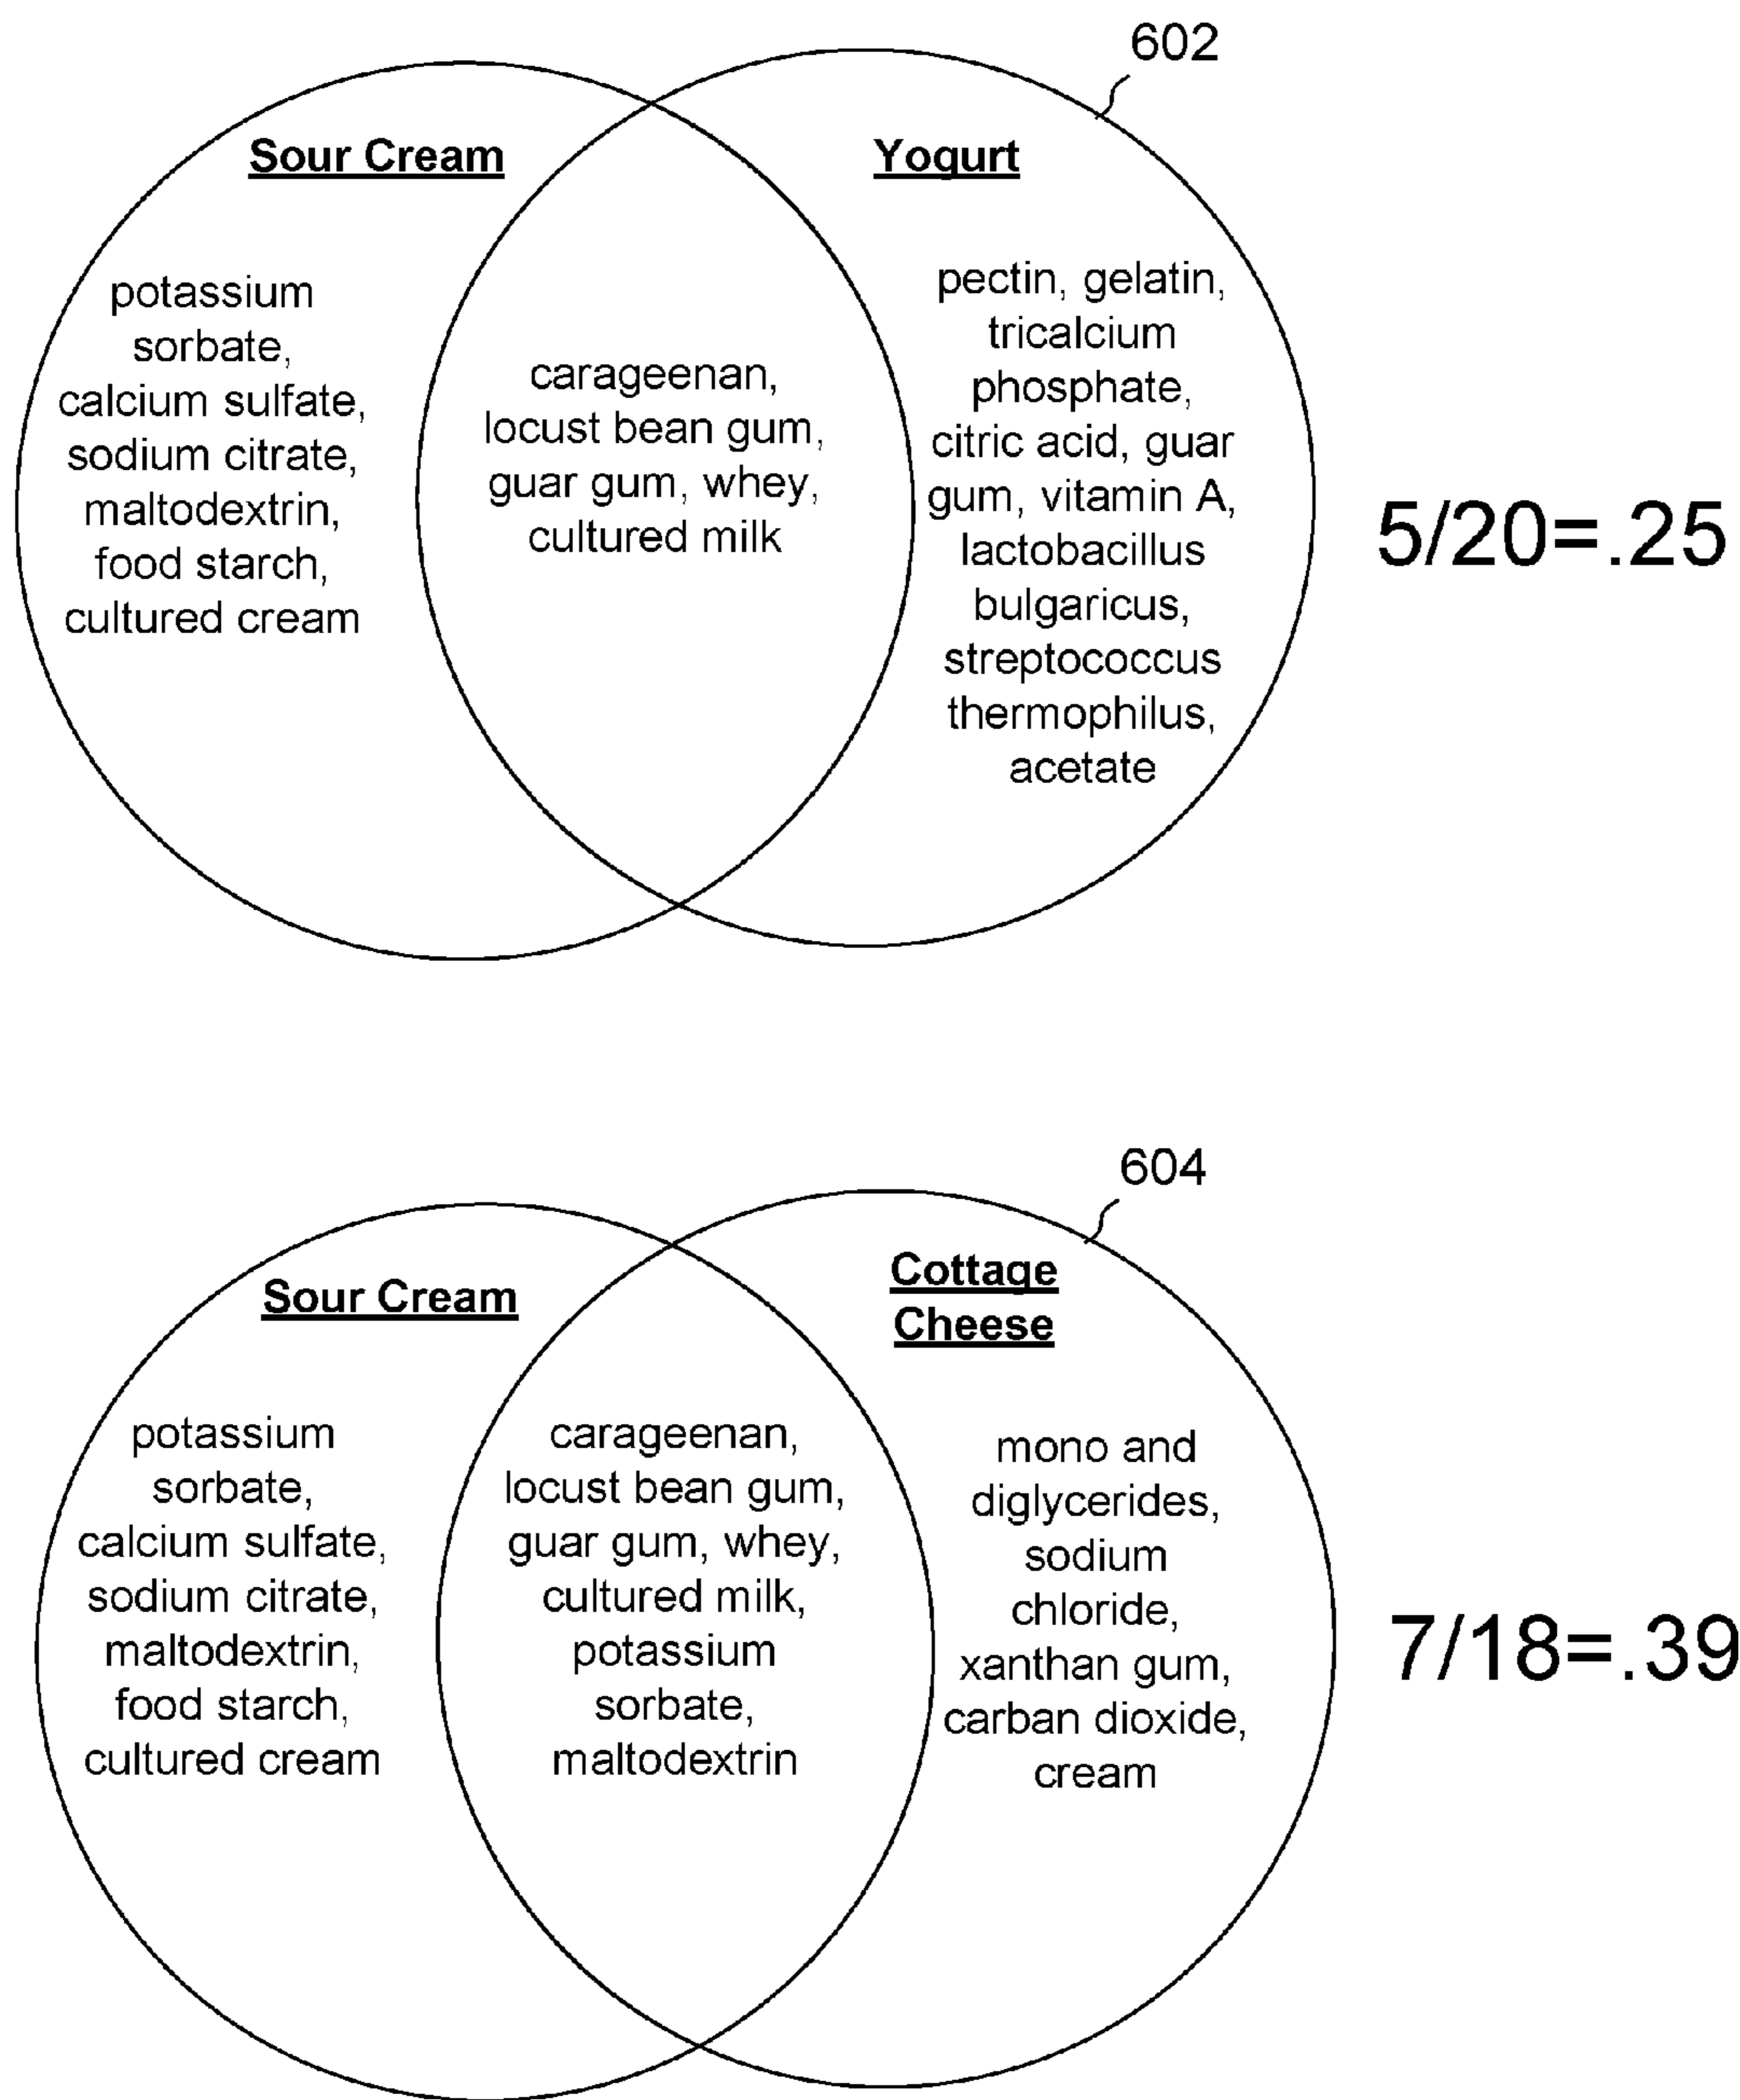 602
Sour Cream
potassium
sorbate,
calcium sulfate,
sodium citrate,
maltodextrin,
food starch,
cultured cream
carageenan,
locust bean gum,
guar gum, whey,
cultured milk
Yogurt
pectin, gelatin,
tricalcium
phosphate,
citric acid, guar
gum, vitamin A,
lactobacillus
bulgaricus,
streptococcus
thermophilus,
acetate
5/20=.25
604
Sour Cream
potassium
sorbate,
calcium sulfate,
sodium citrate,
maltodextrin,
food starch,
cultured cream
carageenan,
locust bean gum,
guar gum, whey,
cultured milk,
potassium
sorbate,
maltodextrin
Cottage
Cheese
mono and
diglycerides,
sodium
chloride,
xanthan gum,
carban dioxide,
cream
7/18=.39